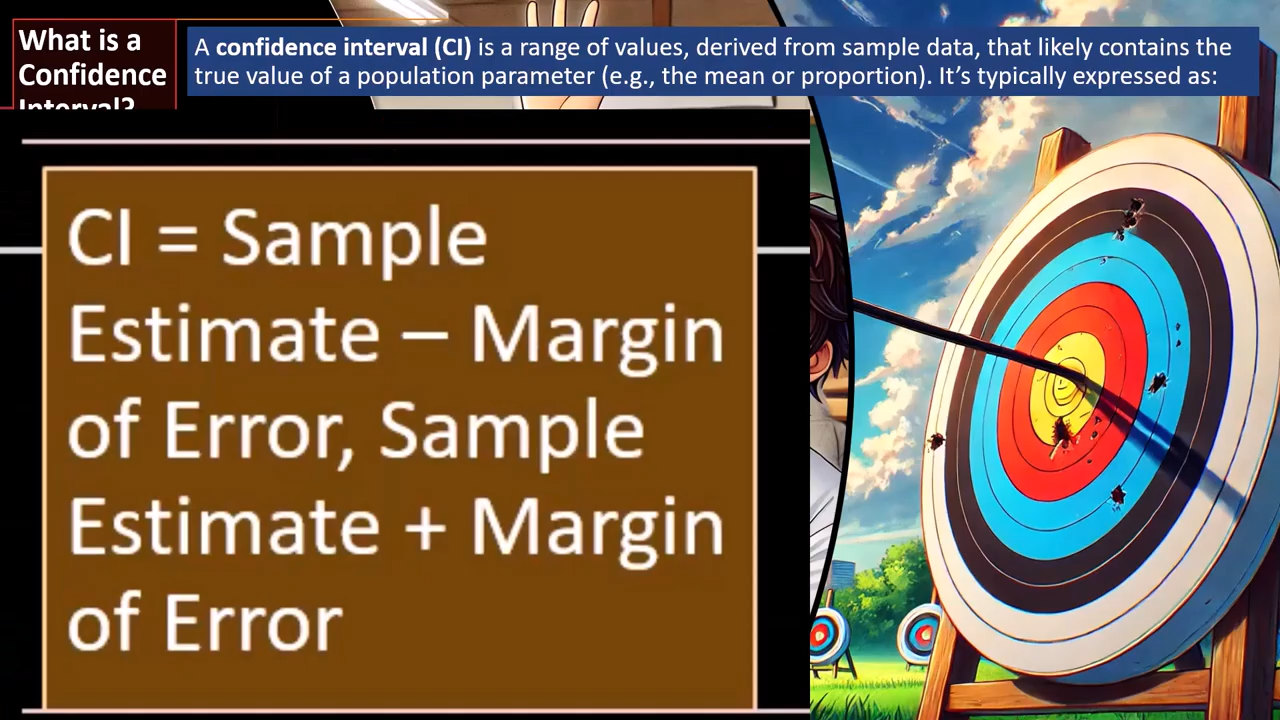 What is a
Confidence
Interval?
A confidence interval (CI) is a range of values, derived from sample data, that likely contains the
true value of a population parameter (e.g., the mean or proportion). It’s typically expressed as:
CI = Sample
Estimate – Margin
of Error, Sample
Estimate + Margin
of Error